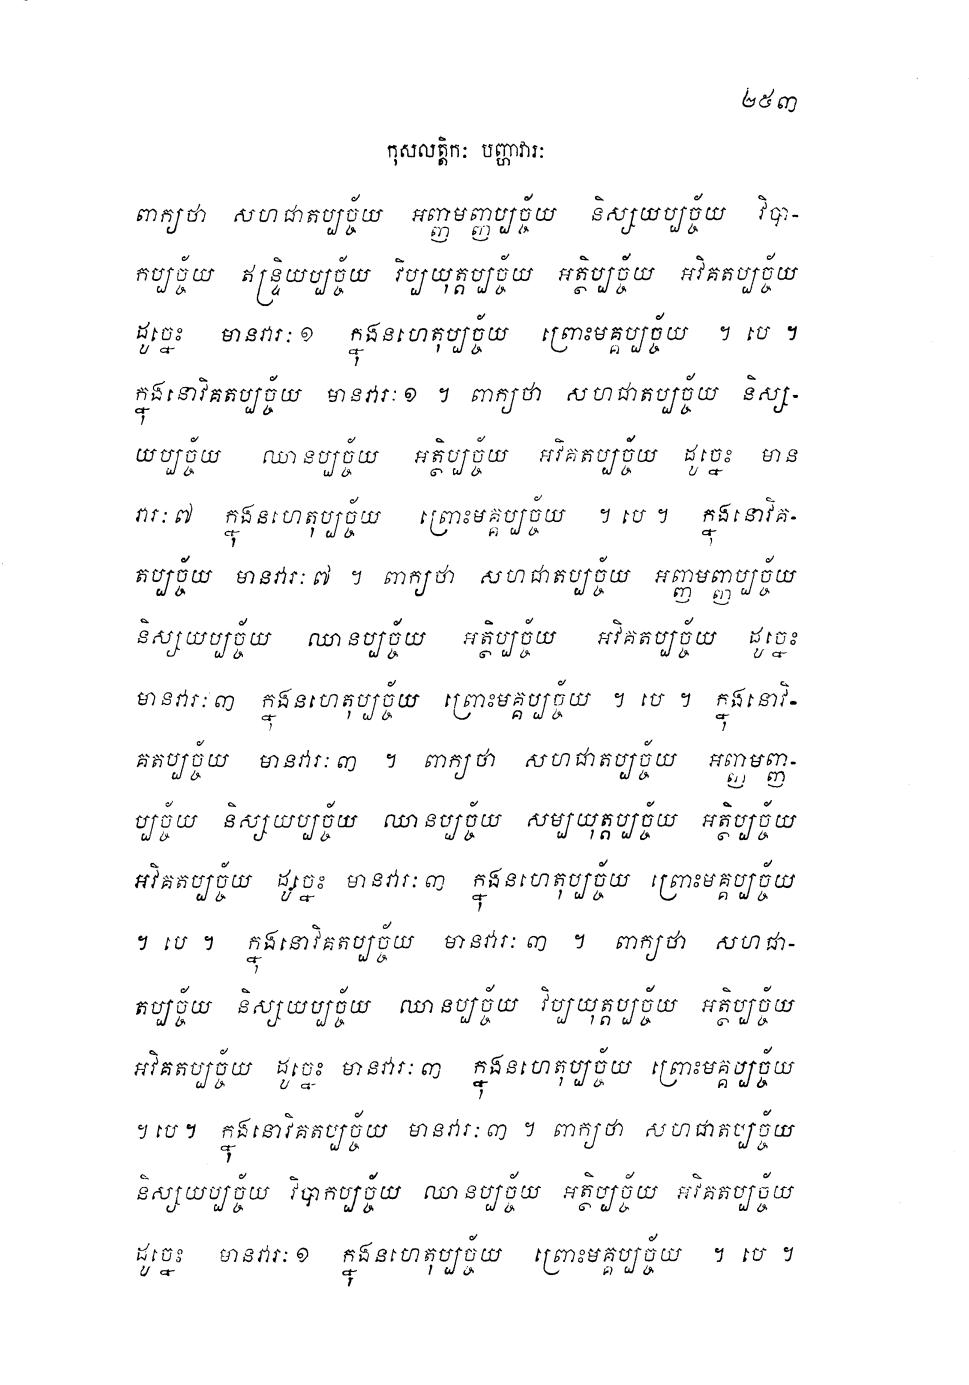 ២៥៣
កុសលត្តិកៈ បញ្ហាវារៈ
ពាក្យថា សហជាតប្បច្ច័យ អញ្ញាមញ្ញប្បច្ច័យ និស្សយប្បច្ច័យ វិបា-
កប្បច្ច័យ ឥន្ទ្រិយប្បច្ច័យ វិប្បយុត្តប្បច្ច័យ អត្ថិប្បច្ច័យ អវិគតប្បច្ច័យ
ដូច្នេះ មានវារៈ ១ ក្នុងនហេតុប្បច្ច័យ ព្រោះមគ្គប្បច្ច័យ ។ បេ ។
ក្នុងនោវិគតប្បច្ច័យ មានវារៈ ១ ។ ពាក្យថា សហជាតប្បច្ច័យ និស្ស-
យប្បច្ច័យ ឈានប្បច្ច័យ អត្ថិប្បច្ច័យ អវិគតប្បច្ច័យ ដូច្នេះ មាន
វារៈ ៧ ក្នុងនហេតុប្បច្ច័យ ព្រោះមគ្គប្បច្ច័យ ។ បេ ។ ក្នុងនោវិគ-
តប្បច្ច័យ មានវារៈ ៧ ។ ពាក្យថា សហជាតប្បច្ច័យ អញ្ញាមញ្ញប្បច្ច័យ
និស្សយប្បច្ច័យ ឈានប្បច្ច័យ អត្ថិប្បច្ច័យ អវិគតប្បច្ច័យ ដូច្នេះ
មានវារៈ ៣ ក្នុងនហេតុប្បច្ច័យ ព្រោះមគ្គប្បច្ច័យ ។ បេ ។ ក្នុងនោវិ-
គតប្បច្ច័យ មានវារៈ ៣ ។ ពាក្យថា សហជាតប្បច្ច័យ អញ្ញមញ្ញ-
ប្បច្ច័យ និស្សយប្បច្ច័យ ឈានប្បច្ច័យ សម្បយុត្តប្បច្ច័យ អត្ថិប្បច្ច័យ
អវិគតប្បច្ច័យ ដូច្នេះ មានវារៈ ៣ ក្នុងនហេតុប្បច្ច័យ ព្រោះមគ្គប្បច្ច័យ
។ បេ ។ ក្នុងនោវិគតប្បច្ច័យ មានវារៈ ៣ ។ ពាក្យថា សហជា-
តប្បច្ច័យ និស្សយប្បច្ច័យ ឈានប្បច្ច័យ វិប្បយុត្តប្បច្ច័យ អត្ថិប្បច្ច័យ
អវិគតប្បច្ច័យ ដូច្នេះ មានវារៈ ៣ ក្នុងនហេតុប្បច្ច័យ ព្រោះមគ្គប្បច្ច័យ
។ បេ ។ ក្នុងនោវិគតប្បច្ច័យ មានវារៈ ៣ ។ ពាក្យថា សហជាតប្បច្ច័យ
និស្សយប្បច្ច័យ វិបាកប្បច្ច័យ ឈានប្បច្ច័យ អត្ថិប្បច្ច័យ អវិគតប្បច្ច័យ
ដូច្នេះ មានវារៈ ១ ក្នុងនហេតុប្បច្ច័យ ព្រោះមគ្គប្បច្ច័យ ។ បេ ។